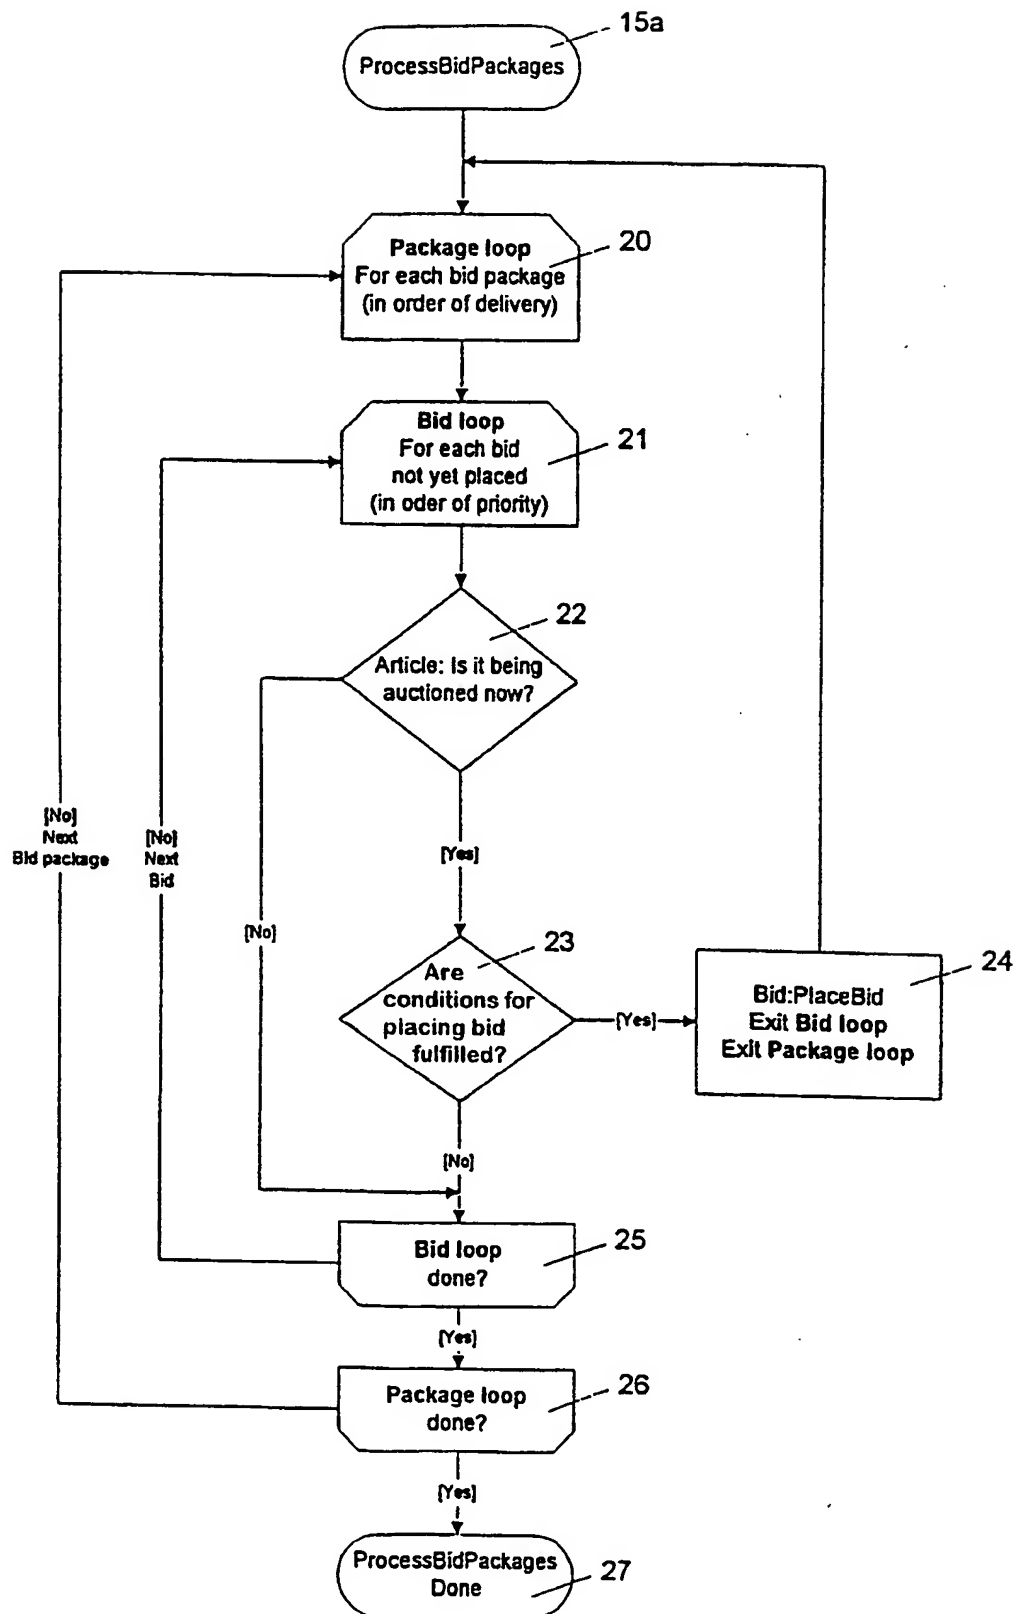 15a
ProcessBidPackages
20
Package loop
For each bid package
(in order of delivery)
21
Bid loop
For each bid
not yet placed
(in oder of priority)
22
Article: Is it being
auctioned now?
[No]
Next
Bid package
[No]
Next
Bid
[Yes]
[No]
23
Are
conditions for
placing bid
fulfilled?
[Yes]
24
Bid:PlaceBid
Exit Bid loop
Exit Package loop
[No]
25
Bid loop
done?
[Yes]
26
Package loop
done?
[Yes]
ProcessBidPackages
Done
27